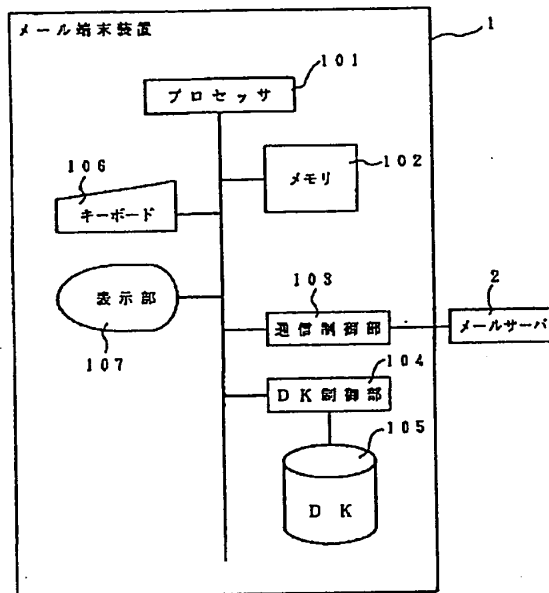 メール端末装置
1
101
プロセッサ
106
キーボード
102
メモリ
表示部
107
103
通信制御部
2
メールサーバ
104
DK制御部
105
DK